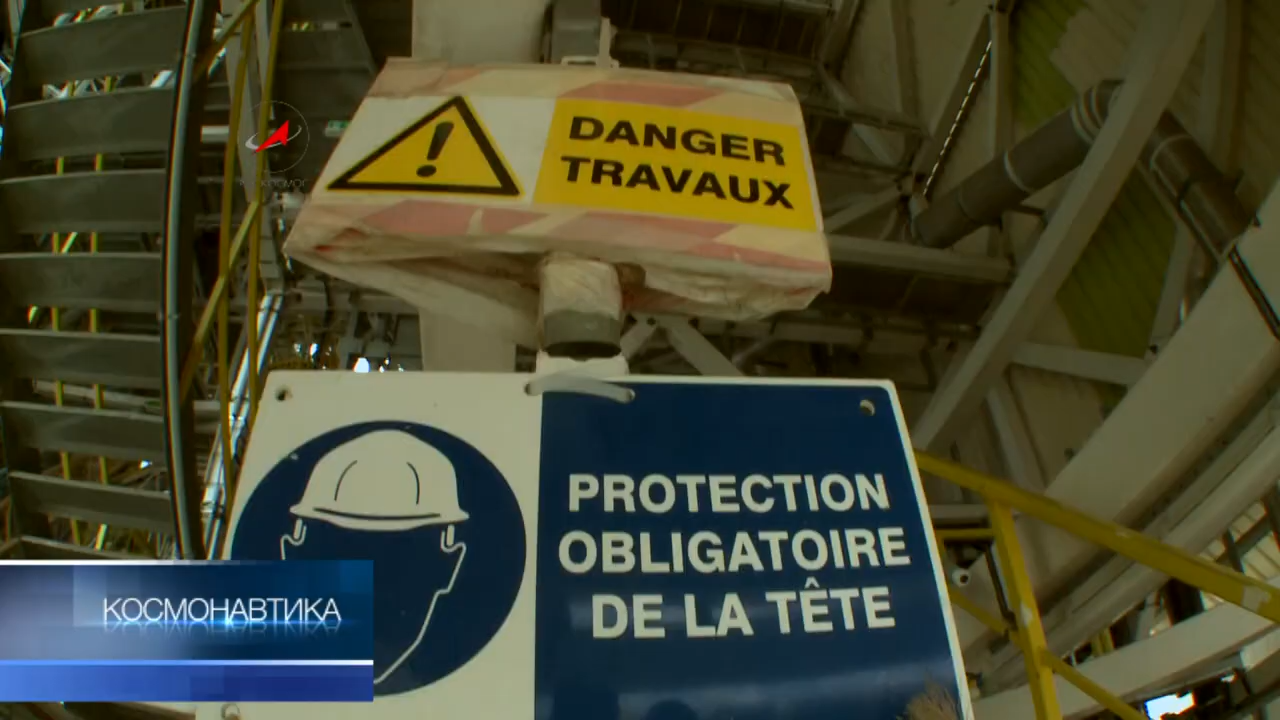 DANGER
TRAVAUX
PROTECTION
OBLIGATOIRE
DE LA TÊTE
КОСМОНАВТИКА